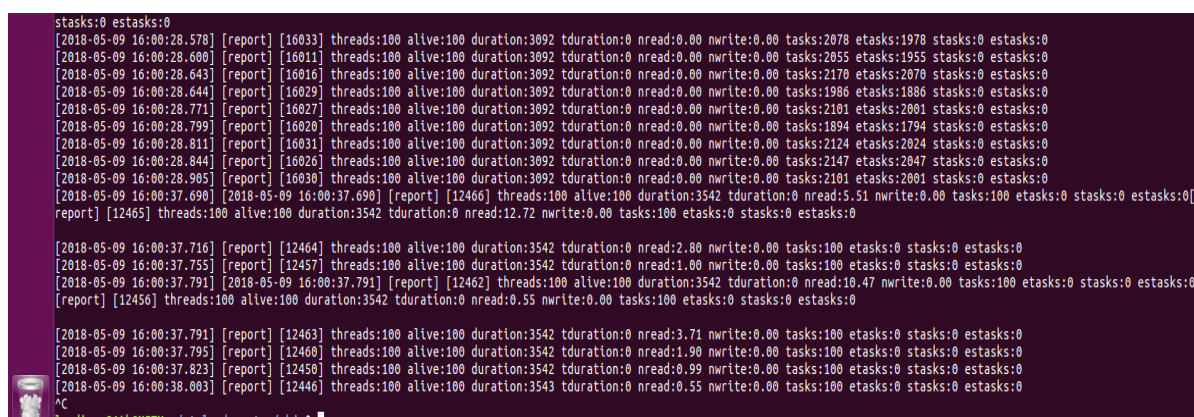 stasks:0 estasks:0
[2018-05-09 16:00:28.578] [report] [16033] threads:100 alive:100 duration:3092 tduration:0 nread:0.00 nwrite:0.00 tasks:2078 etasks:1978 stasks:0 estasks:0
[2018-05-09 16:00:28.600] [report] [16011] threads:100 alive:100 duration:3092 tduration:0 nread:0.00 nwrite:0.00 tasks:2055 etasks:1955 stasks:0 estasks:0
[2018-05-09 16:00:28.643] [report] [16016] threads:100 alive:100 duration:3092 tduration:0 nread:0.00 nwrite:0.00 tasks:2170 etasks:2070 stasks:0 estasks:0
[2018-05-09 16:00:28.644] [report] [16029] threads:100 alive:100 duration:3092 tduration:0 nread:0.00 nwrite:0.00 tasks:1986 etasks:1886 stasks:0 estasks:0
[2018-05-09 16:00:28.771] [report] [16027] threads:100 alive:100 duration:3092 tduration:0 nread:0.00 nwrite:0.00 tasks:2101 etasks:2001 stasks:0 estasks:0
[2018-05-09 16:00:28.799] [report] [16020] threads:100 alive:100 duration:3092 tduration:0 nread:0.00 nwrite:0.00 tasks:1894 etasks:1794 stasks:0 estasks:0
[2018-05-09 16:00:28.811] [report] [16031] threads:100 alive:100 duration:3092 tduration:0 nread:0.00 nwrite:0.00 tasks:2124 etasks:2024 stasks:0 estasks:0
[2018-05-09 16:00:28.844] [report] [16026] threads:100 alive:100 duration:3092 tduration:0 nread:0.00 nwrite:0.00 tasks:2147 etasks:2047 stasks:0 estasks:0
[2018-05-09 16:00:28.905] [report] [16030] threads:100 alive:100 duration:3092 tduration:0 nread:0.00 nwrite:0.00 tasks:2101 etasks:2001 stasks:0 estasks:0
[2018-05-09 16:00:37.690] [2018-05-09 16:00:37.690] [report] [12466] threads:100 alive:100 duration:3542 tduration:0 nread:5.51 nwrite:0.00 tasks:100 etasks:0 stasks:0 estasks:0[
report] [12465] threads:100 alive:100 duration:3542 tduration:0 nread:12.72 nwrite:0.00 tasks:100 etasks:0 stasks:0 estasks:0
[2018-05-09 16:00:37.716] [report] [12464] threads:100 alive:100 duration:3542 tduration:0 nread:2.80 nwrite:0.00 tasks:100 etasks:0 stasks:0 estasks:0
[2018-05-09 16:00:37.755] [report] [12457] threads:100 alive:100 duration:3542 tduration:0 nread:1.00 nwrite:0.00 tasks:100 etasks:0 stasks:0 estasks:0
[2018-05-09 16:00:37.791] [2018-05-09 16:00:37.791] [report] [12462] threads:100 alive:100 duration:3542 tduration:0 nread:10.47 nwrite:0.00 tasks:100 etasks:0 stasks:0 estasks:0
[report] [12456] threads:100 alive:100 duration:3542 tduration:0 nread:0.55 nwrite:0.00 tasks:100 etasks:0 stasks:0 estasks:0
[2018-05-09 16:00:37.791] [report] [12463] threads:100 alive:100 duration:3542 tduration:0 nread:3.71 nwrite:0.00 tasks:100 etasks:0 stasks:0 estasks:0
[2018-05-09 16:00:37.795] [report] [12460] threads:100 alive:100 duration:3542 tduration:0 nread:1.90 nwrite:0.00 tasks:100 etasks:0 stasks:0 estasks:0
[2018-05-09 16:00:37.823] [report] [12450] threads:100 alive:100 duration:3542 tduration:0 nread:0.99 nwrite:0.00 tasks:100 etasks:0 stasks:0 estasks:0
[2018-05-09 16:00:38.003] [report] [12446] threads:100 alive:100 duration:3543 tduration:0 nread:0.55 nwrite:0.00 tasks:100 etasks:0 stasks:0 estasks:0
^C